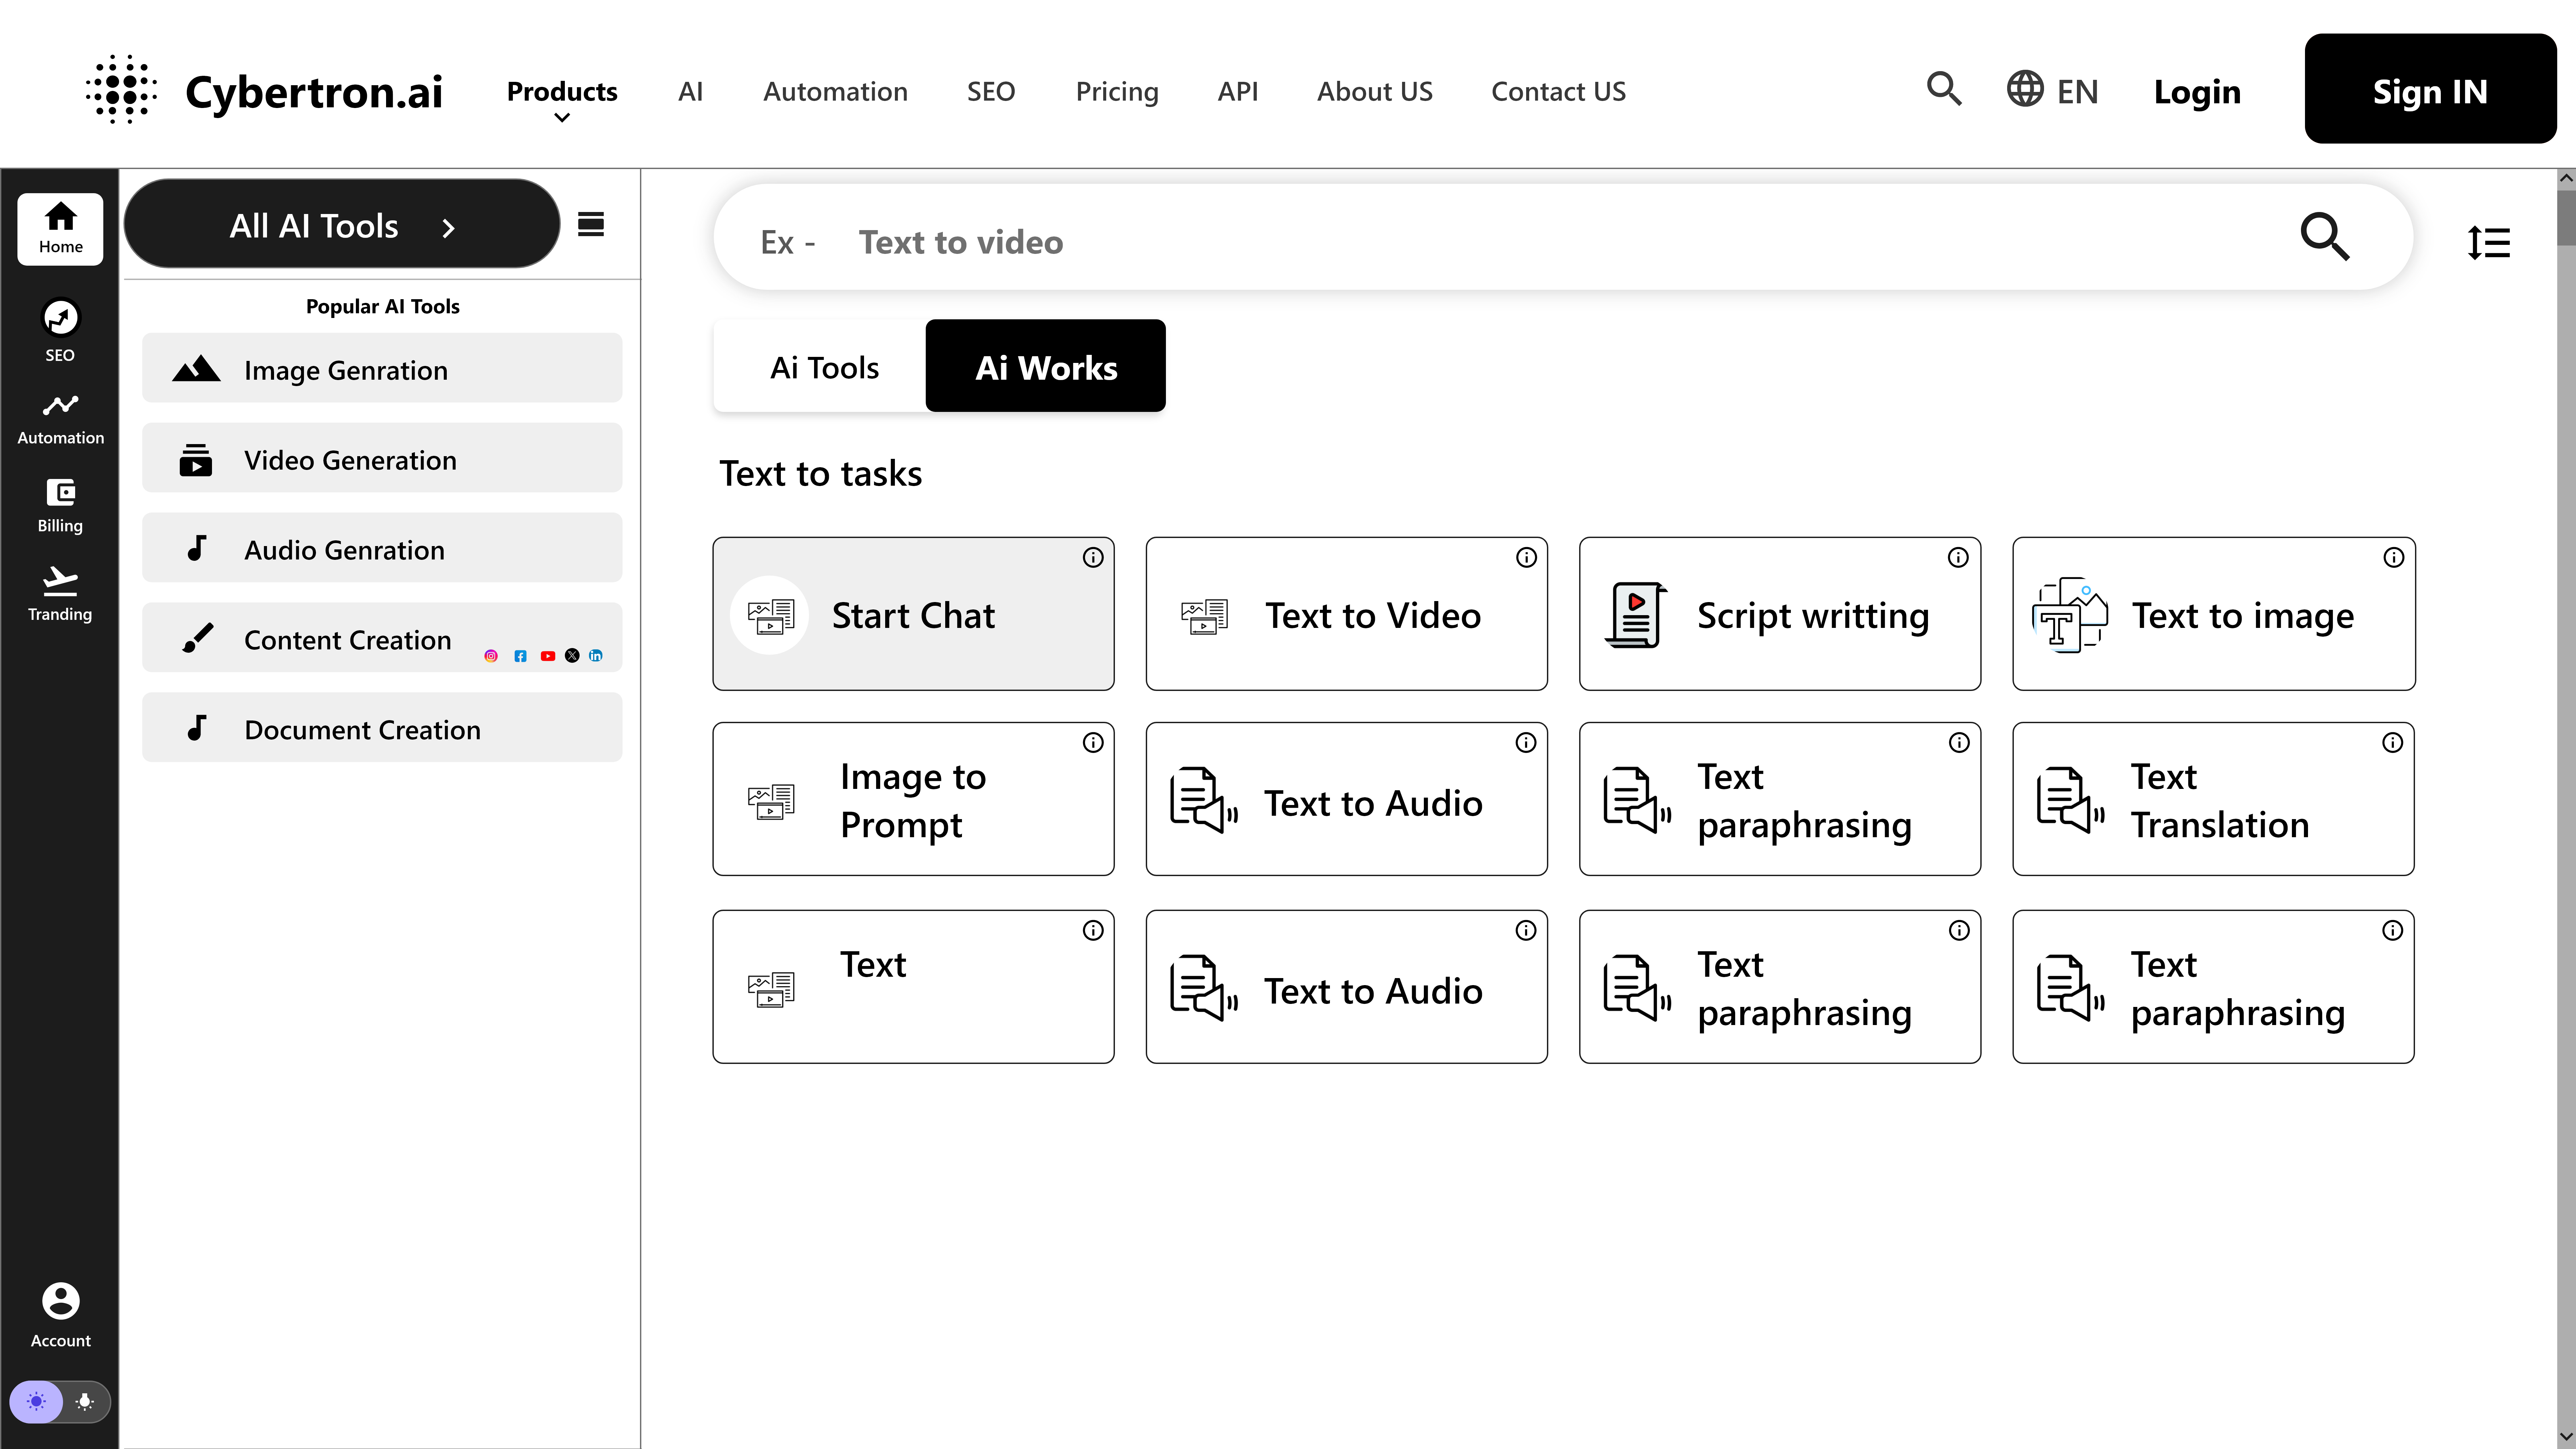 Cybertron.ai
Products
AI
Automation
SEO
Pricing
API
About US
Contact US
EN
Login
Sign IN
Home
SEO
Automation
Billing
Tranding
Account
All AI Tools
Popular AI Tools
Image Genration
Video Generation
Audio Genration
Content Creation
Document Creation
Ex - Text to video
Ai Tools
Ai Works
Text to tasks
Start Chat
Text to Video
Script writting
Text to image
Image to
Prompt
Text to Audio
Text
paraphrasing
Text
Translation
Text
Text to Audio
Text
paraphrasing
Text
paraphrasing